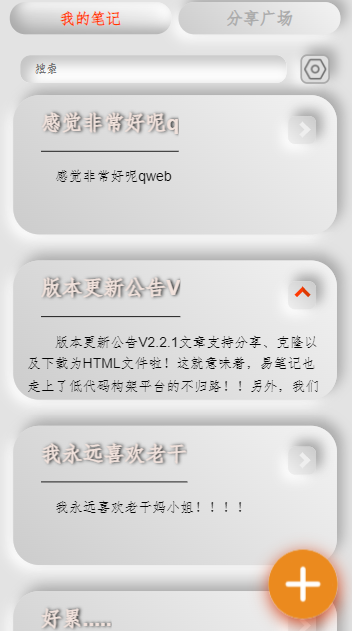 我的笔记 分享广场
搜索
感觉非常好呢q
感觉非常好呢qweb
版本更新公告V
版本更新公告V2.2.1文章支持分享、克隆以
及下载为HTML文件啦！这就意味着，易笔记也
走上了低代码构架平台的不归路！！另外，我们
我永远喜欢老干
我永远喜欢老干妈小姐！！！！
好累.....